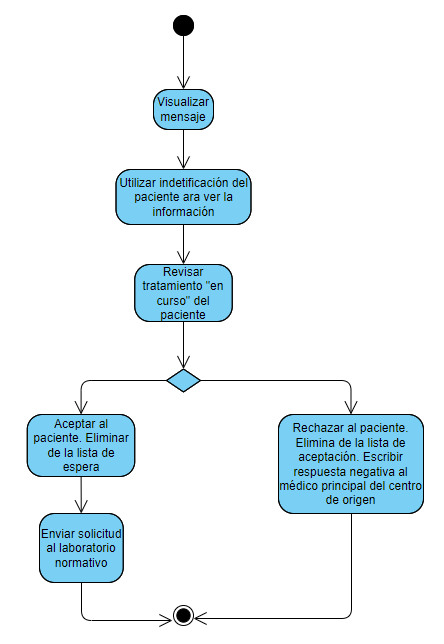 Visualizar
mensaje
Utilizar indetificación del
paciente ara ver la
información
Revisar
tratamiento "en
curso" del
paciente
Aceptar al
paciente. Eliminar
de la lista de
espera
Rechazar al paciente.
Elimina de la lista de
aceptación. Escribir
respuesta negativa al
médico principal del centro
de origen
Enviar solicitud
al laboratorio
normativo